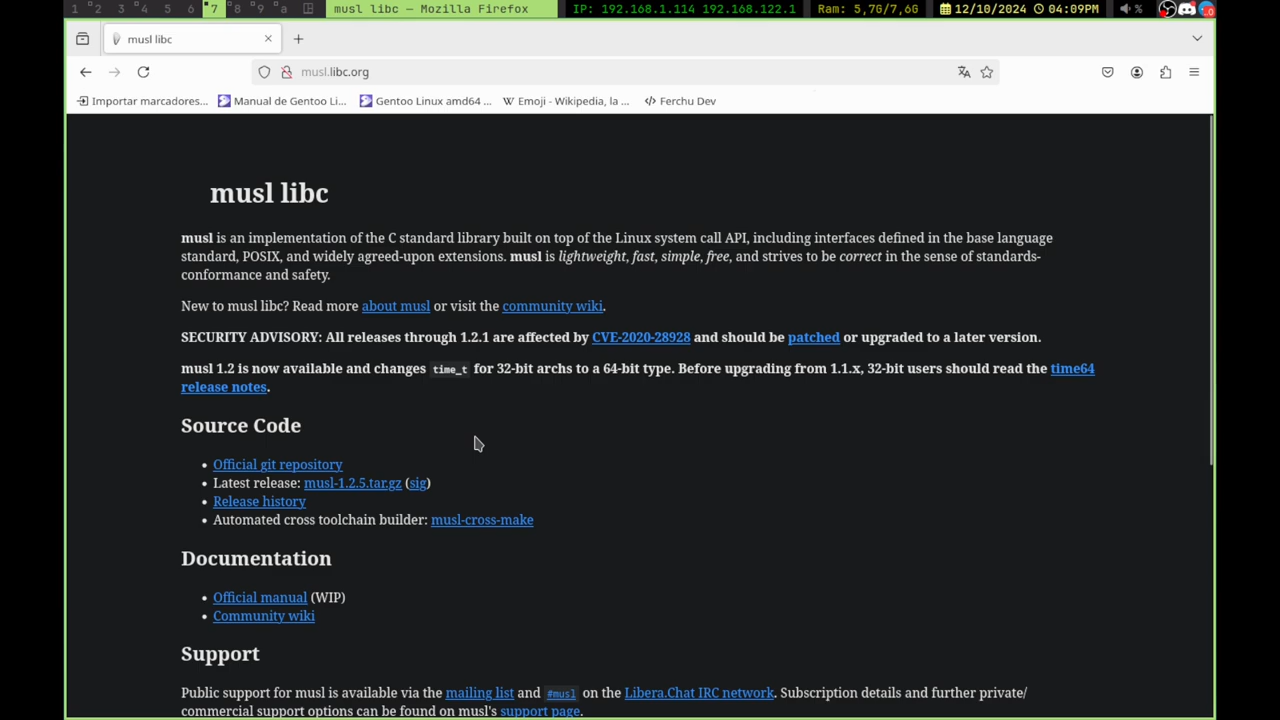 1 2 3 4 5 6 7 8 9 a musl libc — Mozilla Firefox IP: 192.168.1.114 192.168.122.1 Ram: 5,7G/7,6G 12/10/2024 04:09PM %
musl libc
musl.libc.org
Importar marcadores... Manual de Gentoo Li... Gentoo Linux amd64 ... Emoji - Wikipedia, la ... Ferchu Dev
musl libc
musl is an implementation of the C standard library built on top of the Linux system call API, including interfaces defined in the base language
standard, POSIX, and widely agreed-upon extensions. musl is lightweight, fast, simple, free, and strives to be correct in the sense of standards-
conformance and safety.
New to musl libc? Read more about musl or visit the community wiki.
SECURITY ADVISORY: All releases through 1.2.1 are affected by CVE-2020-28928 and should be patched or upgraded to a later version.
musl 1.2 is now available and changes time_t for 32-bit archs to a 64-bit type. Before upgrading from 1.1.x, 32-bit users should read the time64
release notes.
Source Code
• Official git repository
• Latest release: musl-1.2.5.tar.gz (sig)
• Release history
• Automated cross toolchain builder: musl-cross-make
Documentation
• Official manual (WIP)
• Community wiki
Support
Public support for musl is available via the mailing list and #musl on the Libera.Chat IRC network. Subscription details and further private/
commercial support options can be found on musl's support page.